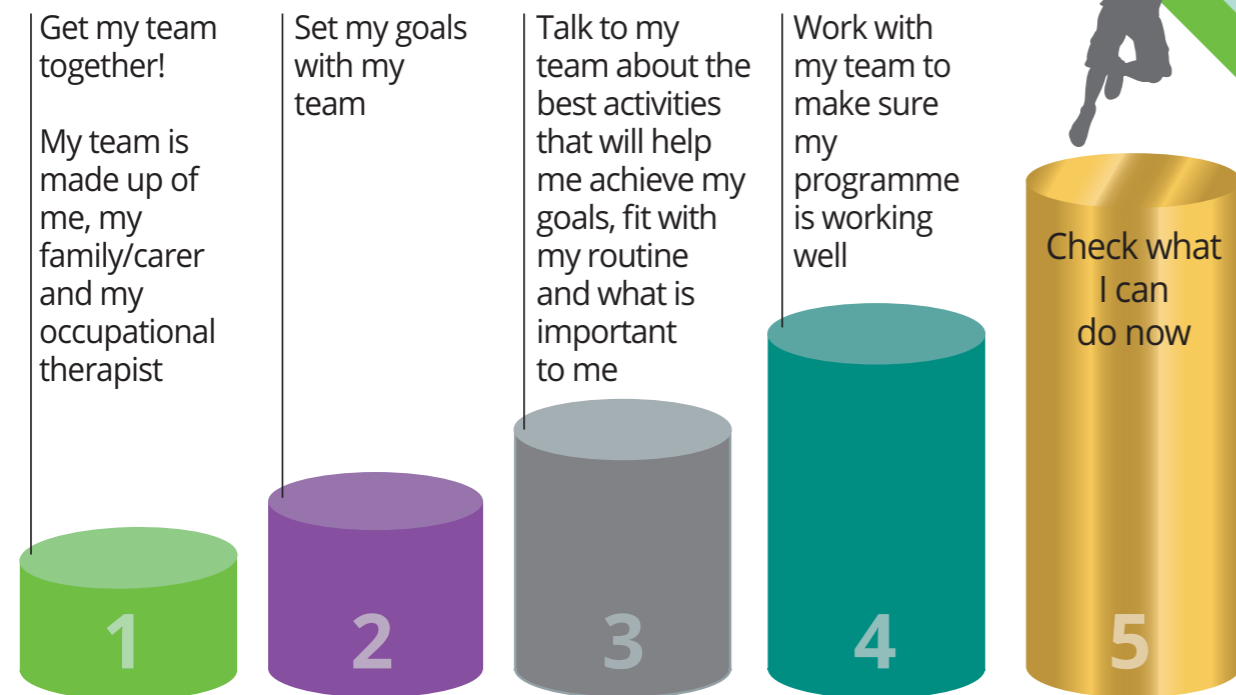 Get my team
together!
My team is
made up of
me, my
family/carer
and my
occupational
therapist
1
Set my goals
with my
team
2
Talk to my
team about the
best activities
that will help
me achieve my
goals, fit with
my routine
and what is
important
to me
3
Work with
my team to
make sure
my
programme
is working
well
4
Check what
I can
do now
5